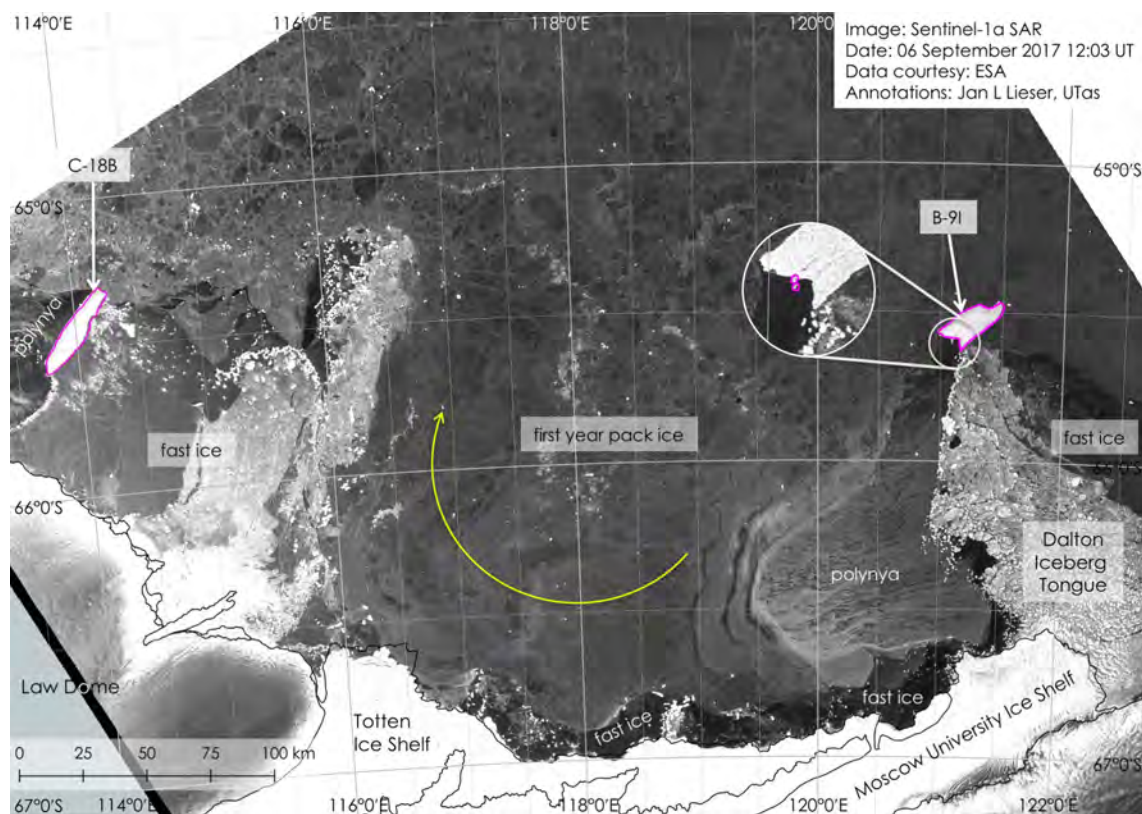 114°0'E
116°0'E
118°0'E
120°0'E
Image: Sentinel-1a SAR
Date: 06 September 2017 12:03 UT
Data courtesy: ESA
Annotations: Jan L Lieser, UTas
C-18B
65°0'S
65°0'S
B-9I
polynya
fast ice
first year pack ice
fast ice
66°0'S
66°0'S
Dalton
Iceberg
Tongue
polynya
Law Dome
Totten
Ice Shelf
fast ice
fast ice
Moscow University Ice Shelf
0 25 50 75 100 km
67°0'S
67°0'S
114°0'E
116°0'E
118°0'E
120°0'E
122°0'E